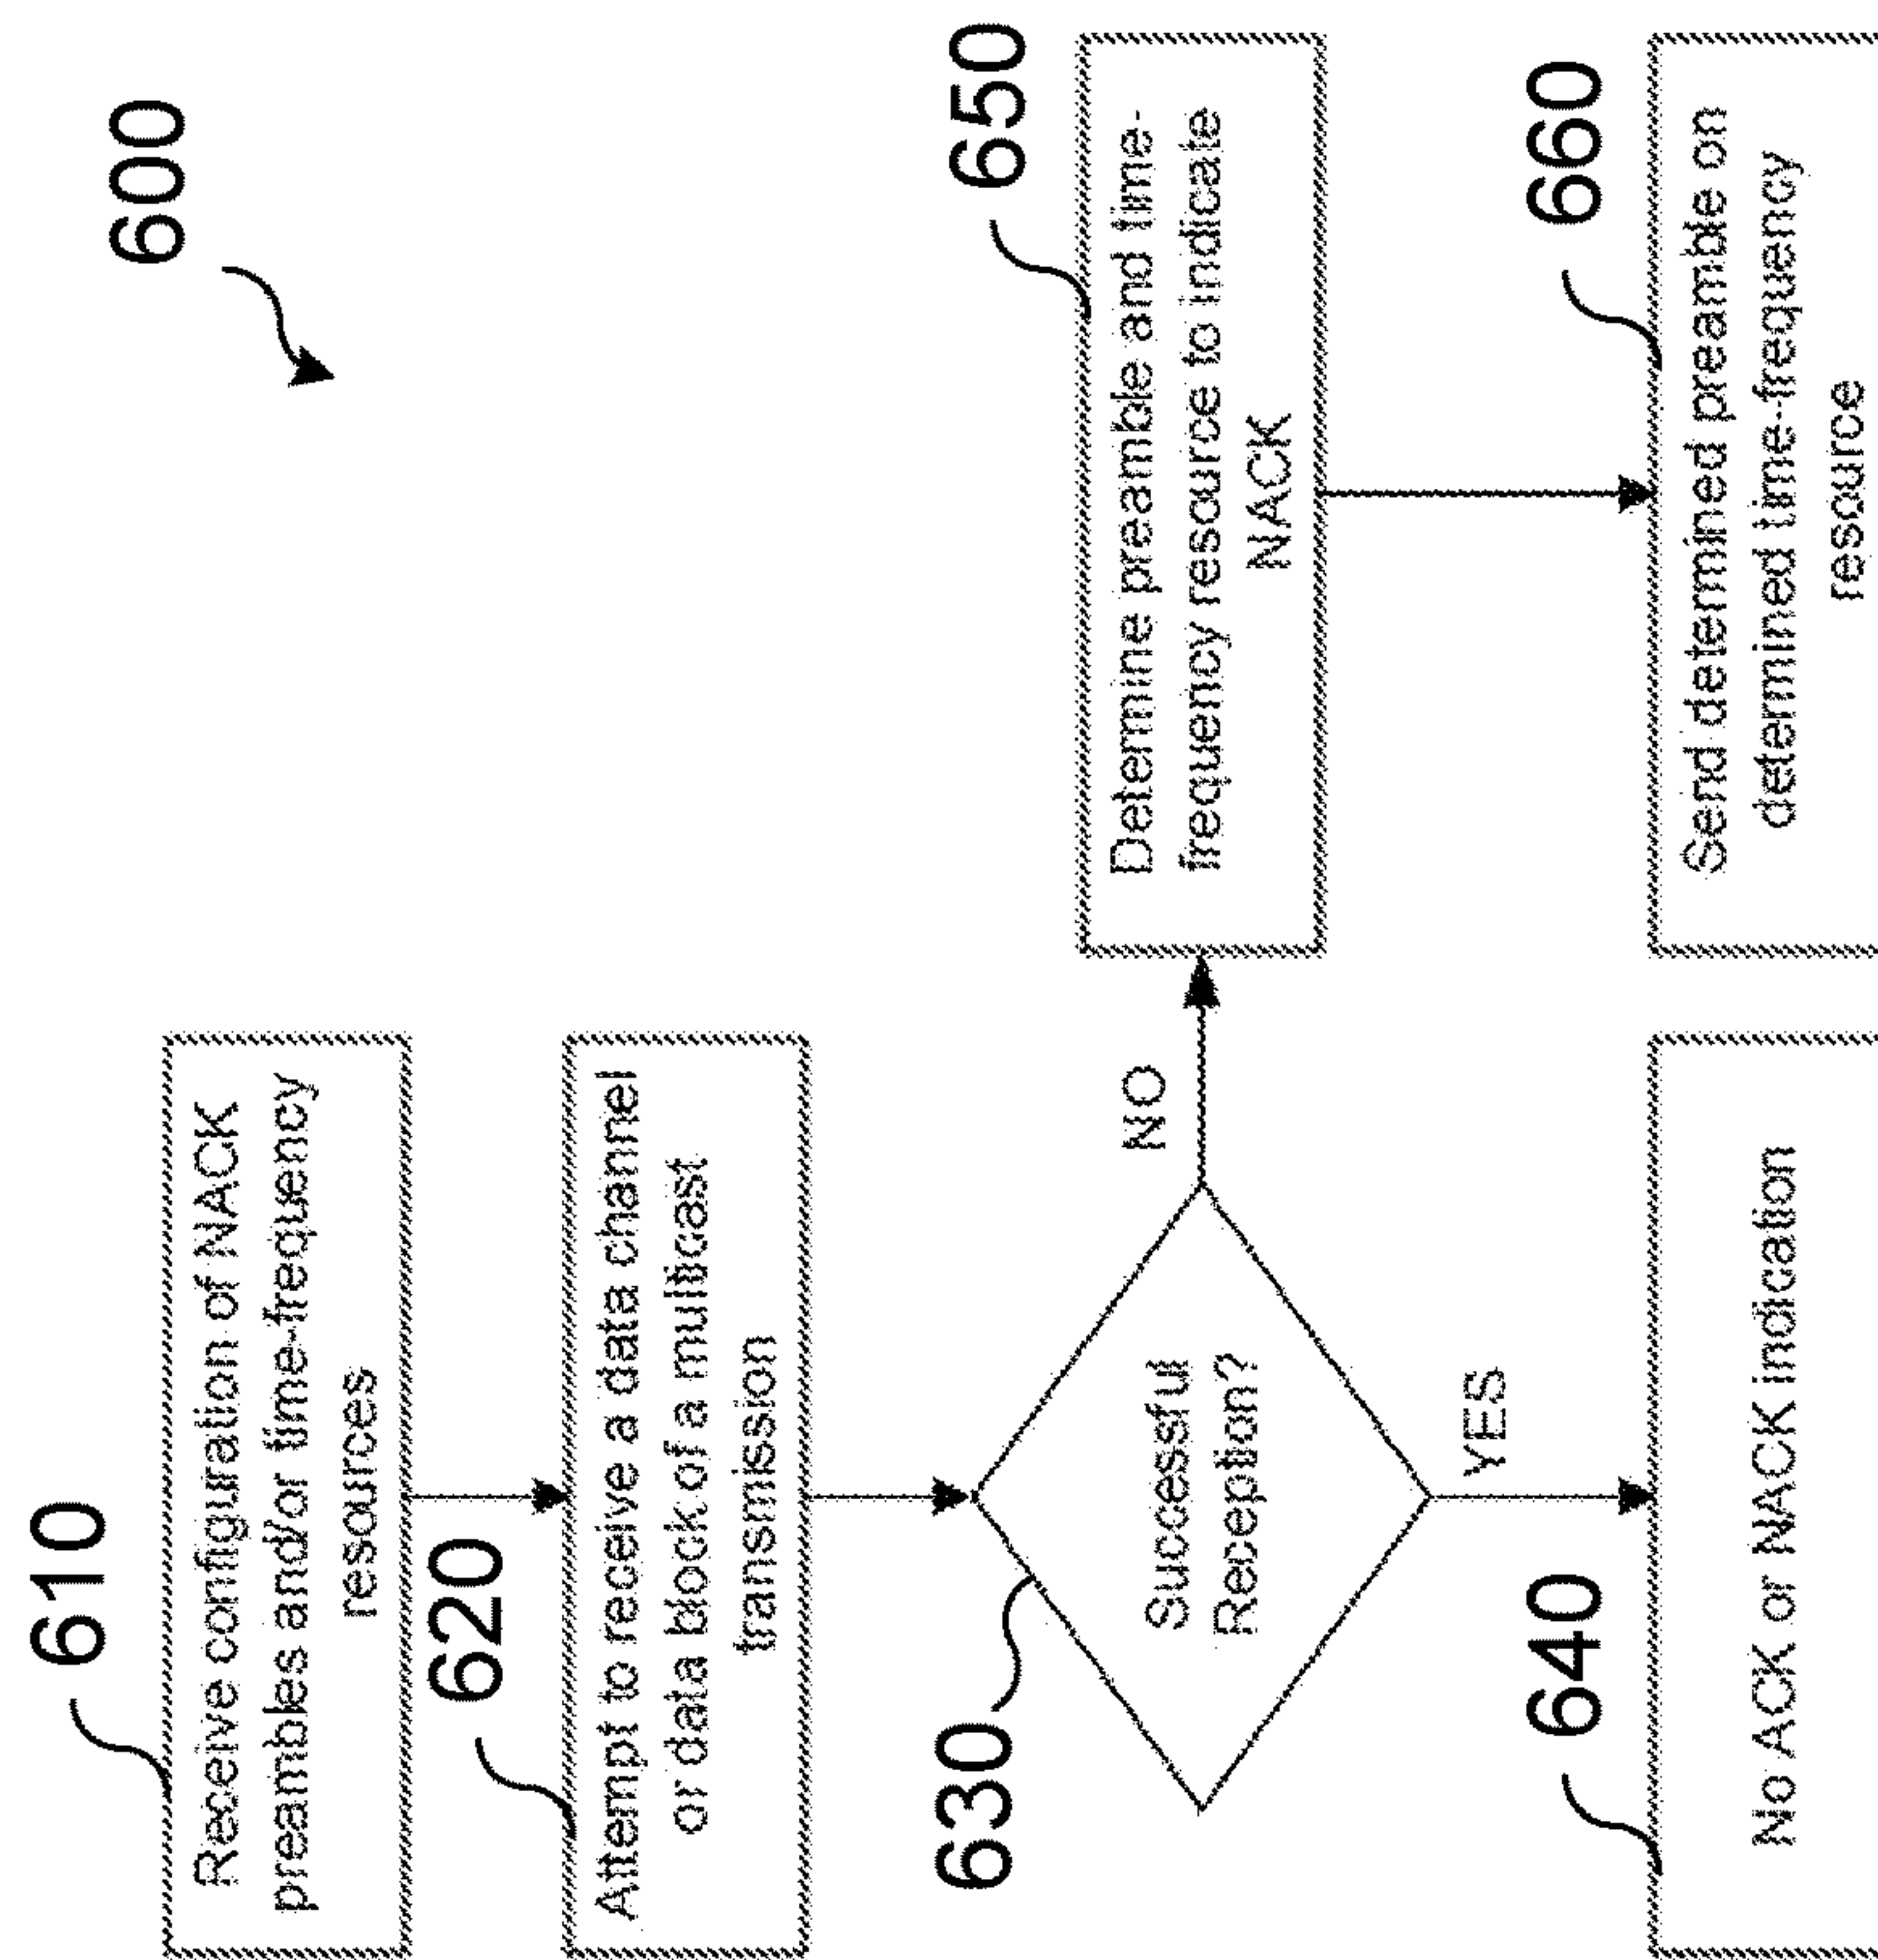 600
610
Receive configuration of NACK
preambles and/or time-frequency
resources
620
Attempt to receive a data channel
or data block of a multicast
transmission
630
Successful
Reception?
NO
650
Determine preamble and time-
frequency resource to indicate
NACK
YES
640
No ACK or NACK indication
660
Send determined preamble on
determined time-frequency
resource